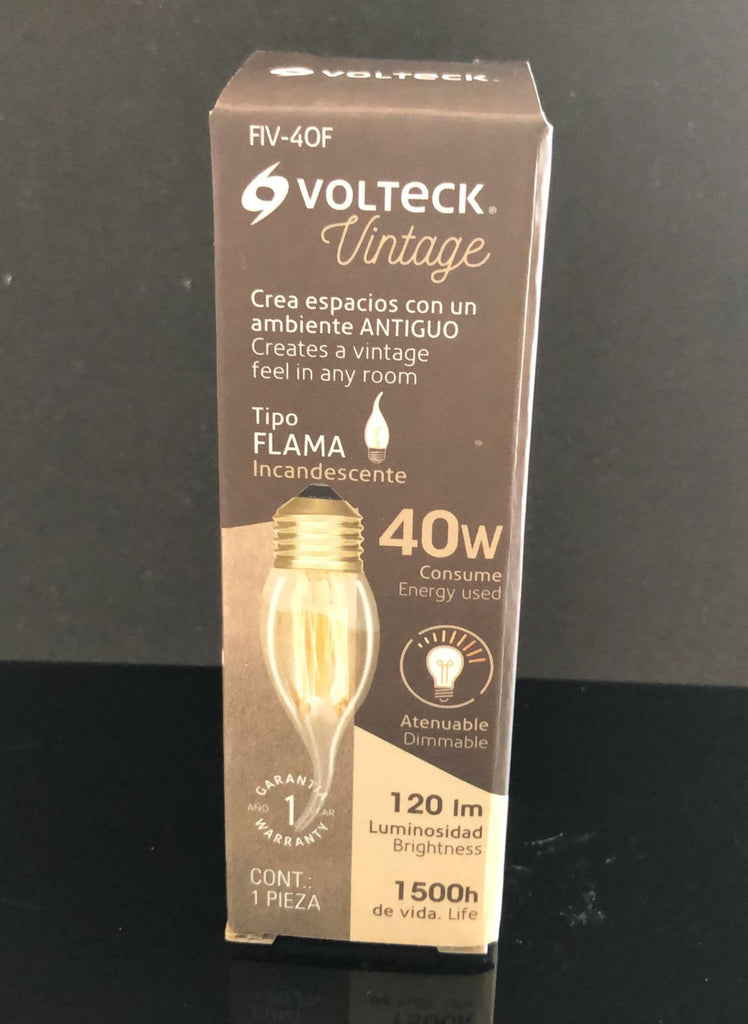 VOLTECK
FIV-40F
VOLTECK®
Vintage
Crea espacios con un
ambiente ANTIGUO
Creates a vintage
feel in any room
Tipo
FLAMA
Incandescente
40W
Consume
Energy used
Atenuable
Dimmable
GARANTÍA
AÑO 1 YEAR
WARRANTY
120 lm
Luminosidad
Brightness
CONT.:
1 PIEZA
1500h
de vida. Life